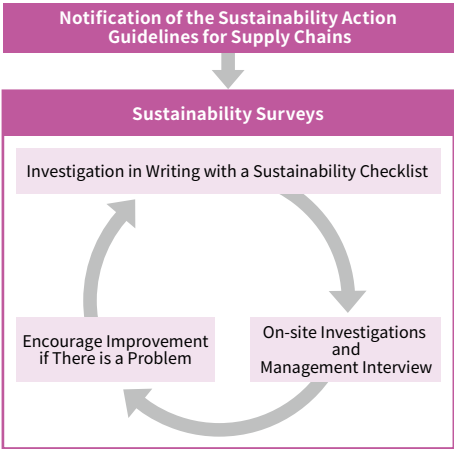 Notification of the Sustainability Action
Guidelines for Supply Chains
Sustainability Surveys
Investigation in Writing with a Sustainability Checklist
On-site Investigations
and
Management Interview
Encourage Improvement
if There is a Problem